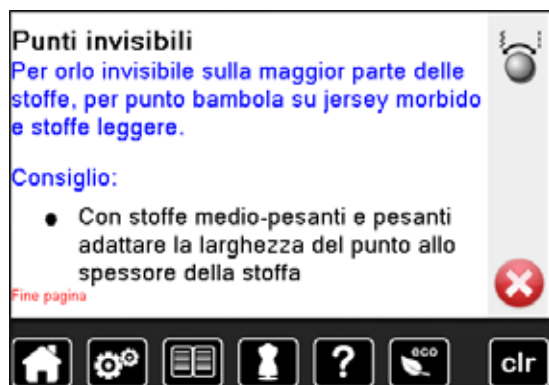 Punti invisibili
Per orlo invisibile sulla maggior parte delle
stoffe, per punto bambola su jersey morbido
e stoffe leggere.
Consiglio:
● Con stoffe medio-pesanti e pesanti
adattare la larghezza del punto allo
spessore della stoffa
Fine pagina
?
eco
clr